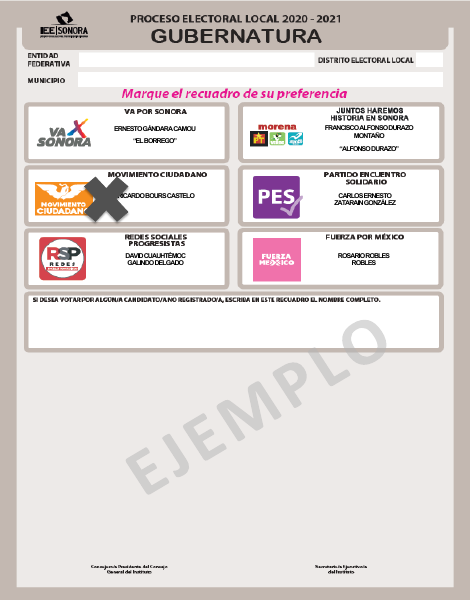 IEE SONORA
PROCESO ELECTORAL LOCAL 2020 - 2021
GUBERNATURA
ENTIDAD
FEDERATIVA
DISTRITO ELECTORAL LOCAL
MUNICIPIO
Marque el recuadro de su preferencia
VA POR SONORA
VA X
SONORA
ERNESTO GÁNDARA CAMOU
"EL BORREGO"
JUNTOS HAREMOS
HISTORIA EN SONORA
morena
FRANCISCO ALFONSO DURAZO
MONTAÑO
"ALFONSO DURAZO"
MOVIMIENTO CIUDADANO
MOVIMIENTO
CIUDADANO
RICARDO BOURS CASTELO
PARTIDO ENCUENTRO
SOLIDARIO
PES
CARLOS ERNESTO
ZATARAIN GONZÁLEZ
REDES SOCIALES
PROGRESISTAS
RSP
REDES
DAVID CUAUHTÉMOC
GALINDO DELGADO
FUERZA POR MÉXICO
FUERZA
MÉXICO
ROSARIO ROBLES
ROBLES
SI DESEA VOTAR POR ALGÚN/A CANDIDATO/A NO REGISTRADO/A, ESCRIBA EN ESTE RECUADRO EL NOMBRE COMPLETO.
EJEMPLO
Consejero/a Presidente del Consejo
General del Instituto
Secretario/a Ejecutivo/a
del Instituto